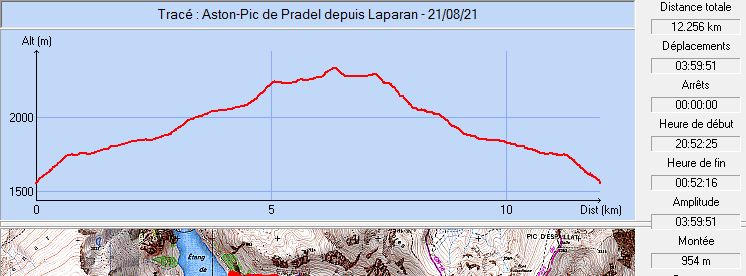 Tracé : Aston-Pic de Pradel depuis Laparan - 21/08/21
Alt (m)
2000
1500
0
5
10
Dist (km)
Distance totale
12.256 km
Déplacements
03:59:51
Arrêts
00:00:00
Heure de début
20:52:25
Heure de fin
00:52:16
Amplitude
03:59:51
Montée
954 m
Étang
de
PIC D'ESPAILLAT